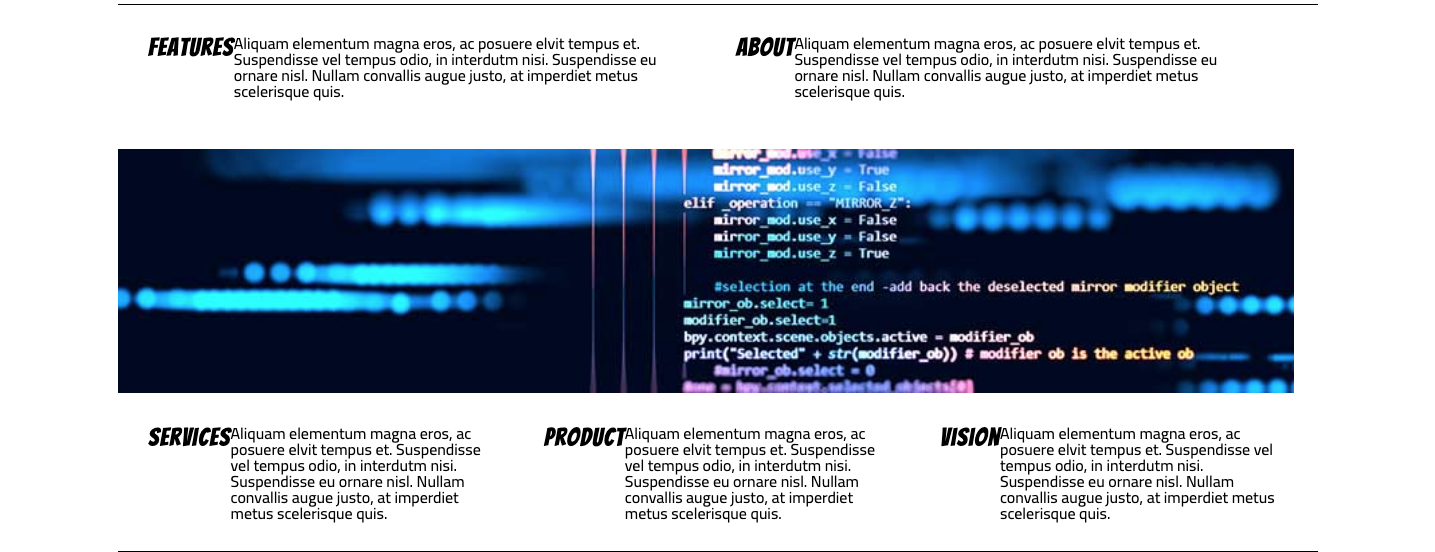 FEATURES Aliquam elementum magna eros, ac posuere elvit tempus et.
Suspendisse vel tempus odio, in interdutm nisi. Suspendisse eu
ornare nisl. Nullam convallis augue justo, at imperdiet metus
scelerisque quis.
ABOUT Aliquam elementum magna eros, ac posuere elvit tempus et.
Suspendisse vel tempus odio, in interdutm nisi. Suspendisse eu
ornare nisl. Nullam convallis augue justo, at imperdiet metus
scelerisque quis.
mirror_mod.use_x = False
mirror_mod.use_y = True
mirror_mod.use_z = False
elif _operation == "MIRROR_Z":
mirror_mod.use_x = False
mirror_mod.use_y = False
mirror_mod.use_z = True
#selection at the end -add back the deselected mirror modifier object
mirror_ob.select= 1
modifier_ob.select=1
bpy.context.scene.objects.active = modifier_ob
print("Selected" + str(modifier_ob)) # modifier ob is the active ob
#mirror_ob.select = 0
= bpy.context.selected_objects[0]
SERVICES Aliquam elementum magna eros, ac
posuere elvit tempus et. Suspendisse
vel tempus odio, in interdutm nisi.
Suspendisse eu ornare nisl. Nullam
convallis augue justo, at imperdiet
metus scelerisque quis.
PRODUCT Aliquam elementum magna eros, ac
posuere elvit tempus et. Suspendisse
vel tempus odio, in interdutm nisi.
Suspendisse eu ornare nisl. Nullam
convallis augue justo, at imperdiet
metus scelerisque quis.
VISION Aliquam elementum magna eros, ac
posuere elvit tempus et. Suspendisse vel
tempus odio, in interdutm nisi.
Suspendisse eu ornare nisl. Nullam
convallis augue justo, at imperdiet metus
scelerisque quis.